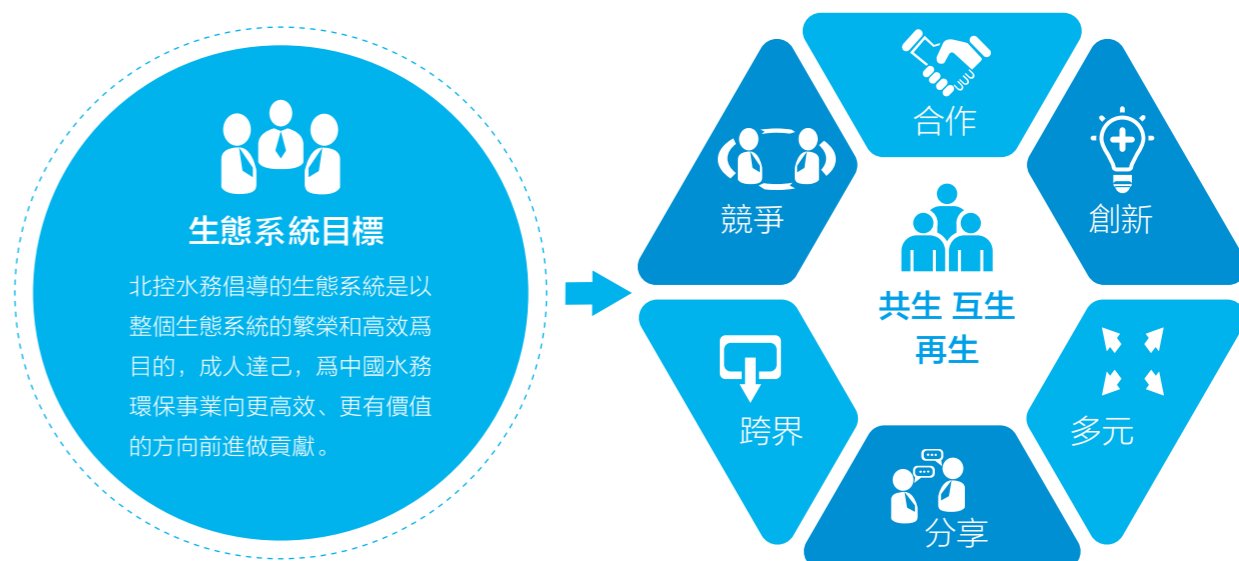 生態系統目標
北控水務倡導的生態系統是以
整個生態系統的繁榮和高效爲
目的，成人達己，爲中國水務
環保事業向更高效、更有價值
的方向前進做貢獻。
合作
競爭
創新
共生 互生
再生
跨界
多元
分享